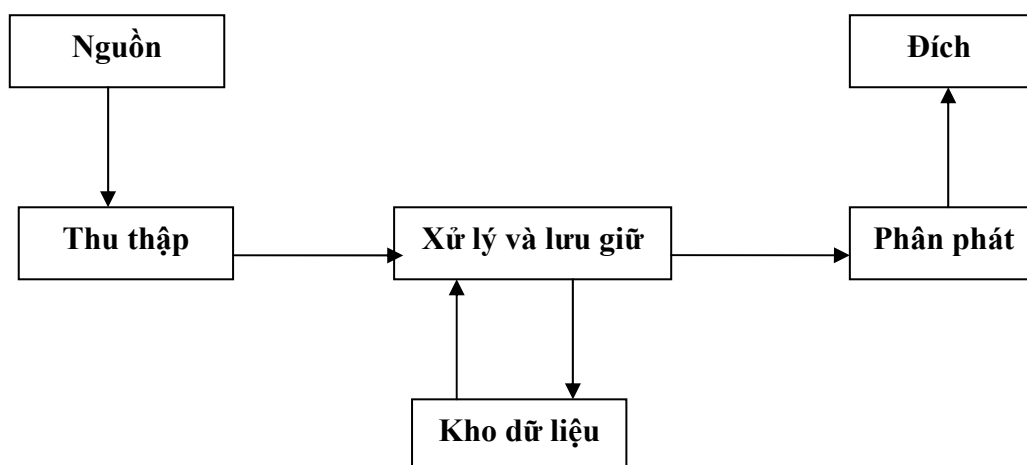 Nguồn
Đích
Thu thập
Xử lý và lưu giữ
Phân phát
Kho dữ liệu